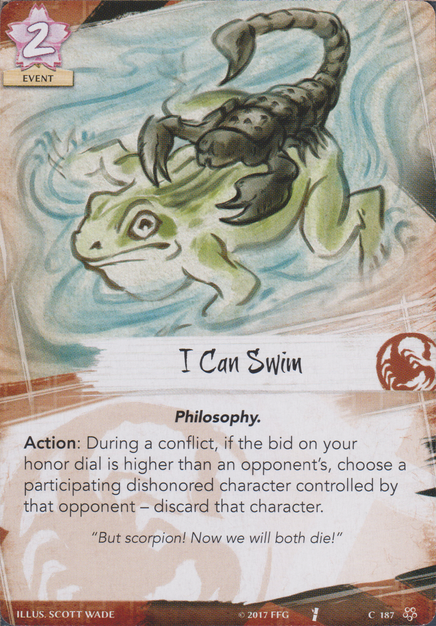 2
EVENT
I Can Swim
Philosophy.
Action: During a conflict, if the bid on your
honor dial is higher than an opponent's, choose a
participating dishonored character controlled by
that opponent – discard that character.
“But scorpion! Now we will both die!”
ILLUS. SCOTT WADE © 2017 FFG C 187